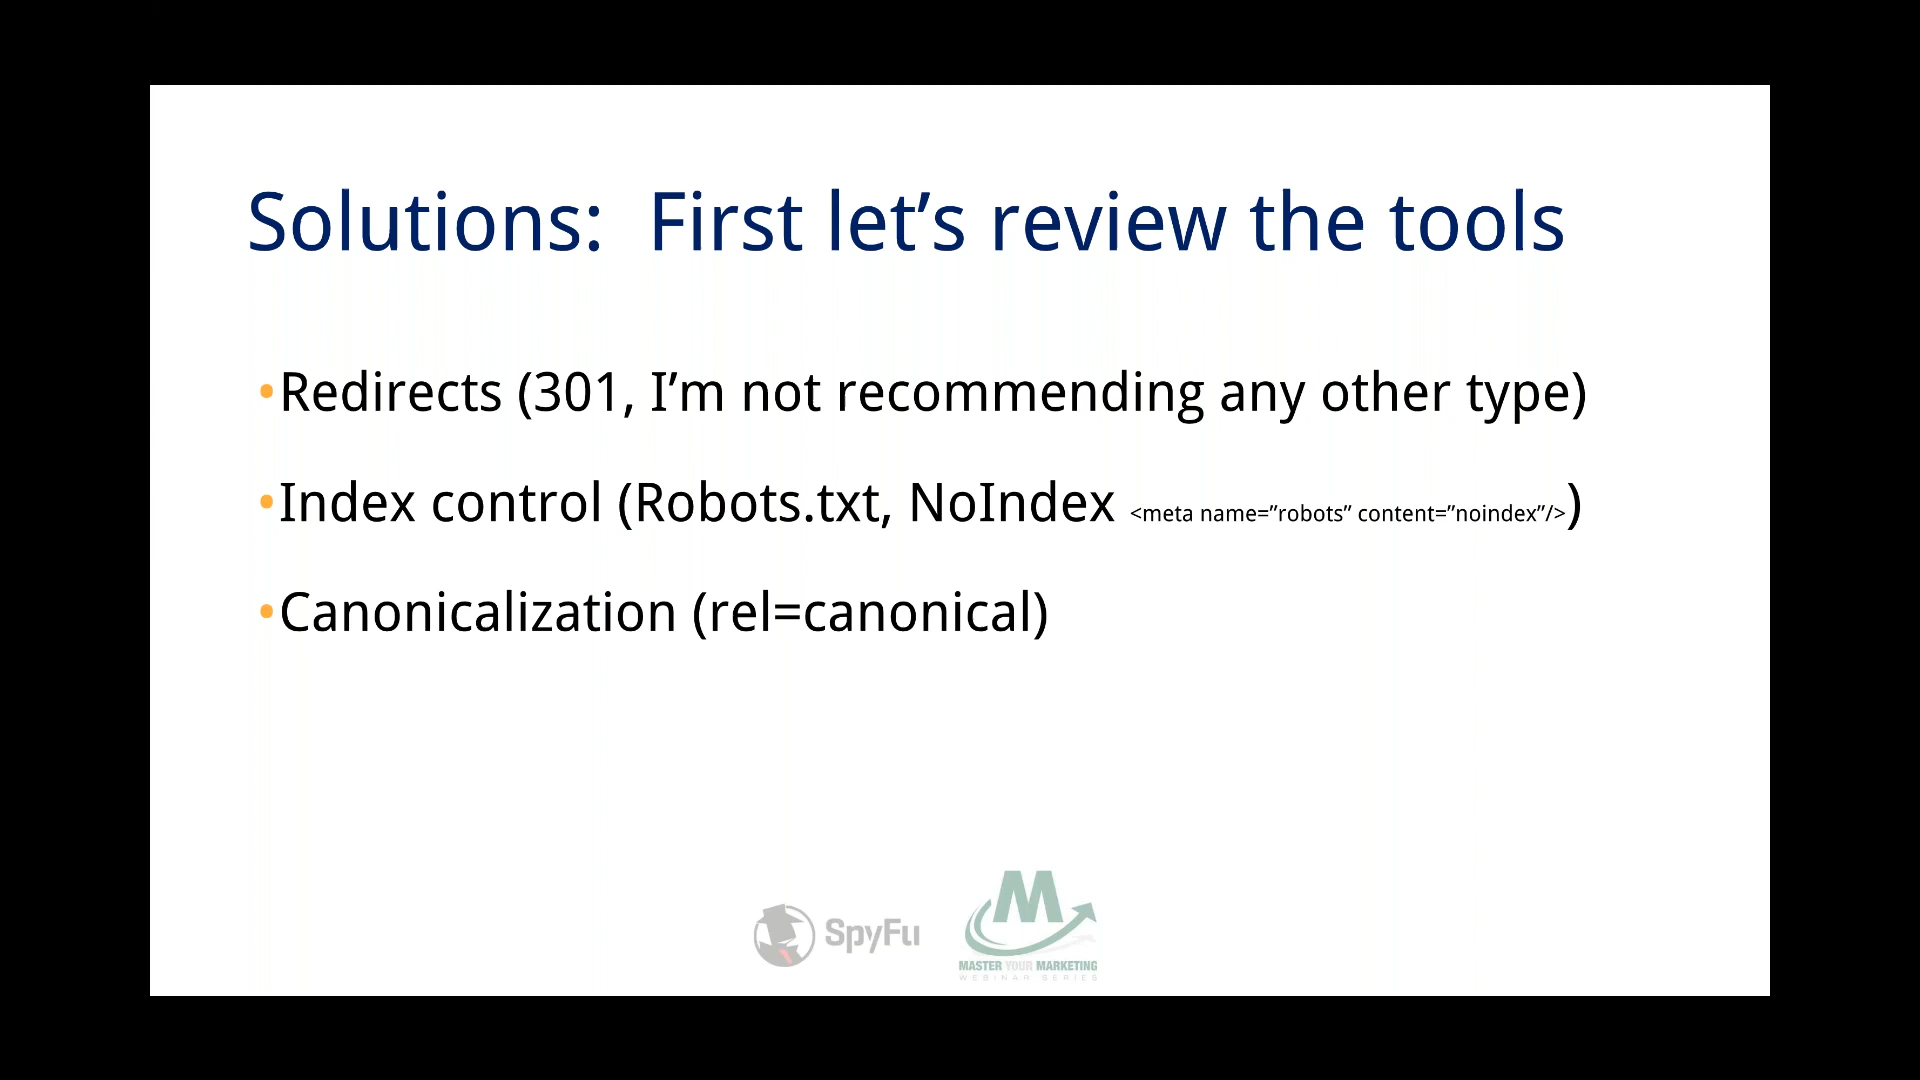 Solutions:  First let’s review the tools
•Redirects (301, I’m not recommending any other type)
•Index control (Robots.txt, NoIndex <meta name=”robots” content=”noindex”/>)
•Canonicalization (rel=canonical)
SpyFu
M
MASTER YOUR MARKETING
WEBINAR SERIES